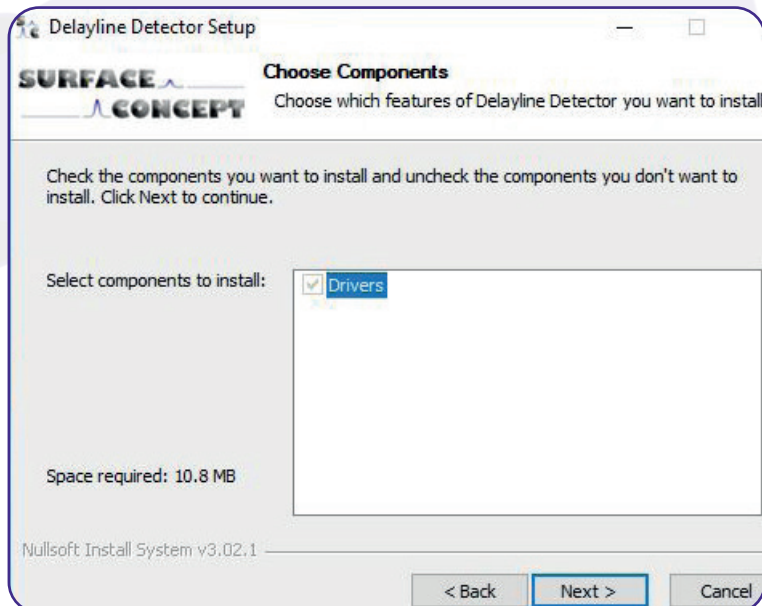 Delayline Detector Setup
SURFACE
CONCEPT
Choose Components
Choose which features of Delayline Detector you want to install
Check the components you want to install and uncheck the components you don't want to
install. Click Next to continue.
Select components to install:
Drivers
Space required: 10.8 MB
Nullsoft Install System v3.02.1
< Back
Next >
Cancel